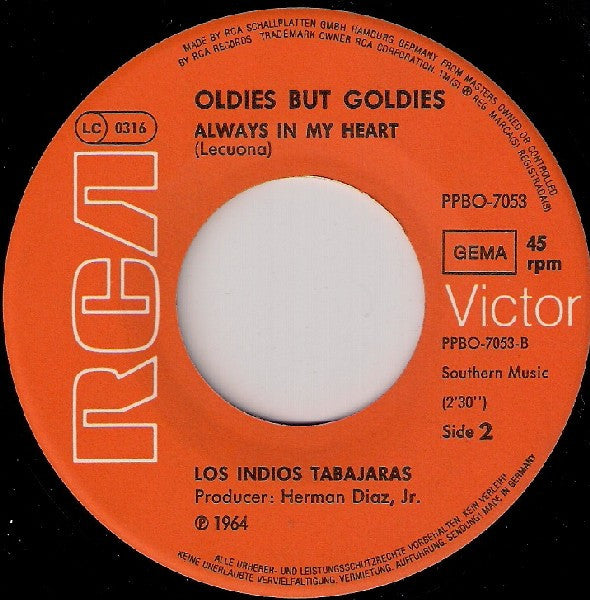 MADE BY RCA SCHALLPLATTEN GMBH, HAMBURG, GERMANY, FROM MASTERS OWNED OR CONTROLLED
BY RCA RECORDS TRADEMARK OWNER RCA CORPORATION. TM(S) ® REG. MARCA(S) REGISTRADA(S)
OLDIES BUT GOLDIES
ALWAYS IN MY HEART
(Lecuona)
LC 0316
RCA
PPBO-7053
GEMA
45
rpm
Victor
PPBO-7053-B
Southern Music
(2'30")
Side 2
LOS INDIOS TABAJARAS
Producer: Herman Diaz, Jr.
℗ 1964
ALLE URHEBER- UND LEISTUNGSSCHUTZRECHTE VORBEHALTEN. KEIN VERLEIH!
KEINE UNERLAUBTE VERVIELFÄLTIGUNG, VERMIETUNG, AUFFÜHRUNG, SENDUNG! MADE IN GERMANY